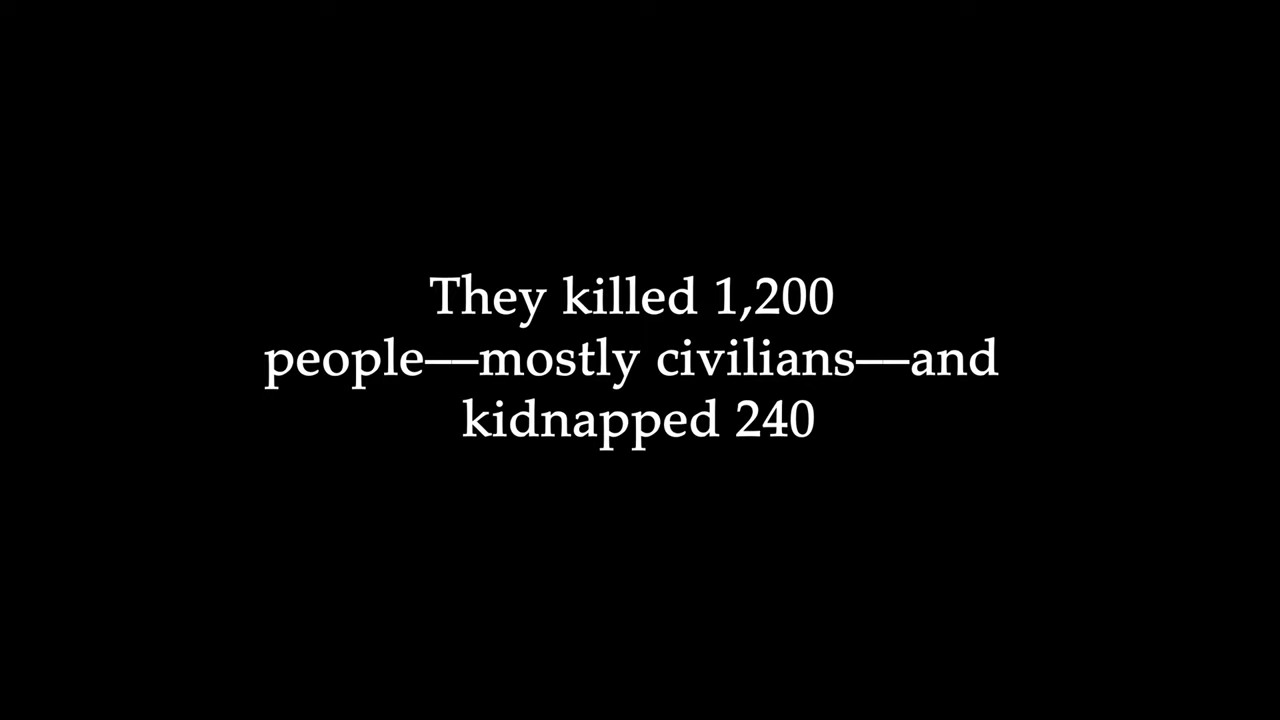 They killed 1,200
people––mostly civilians––and
kidnapped 240